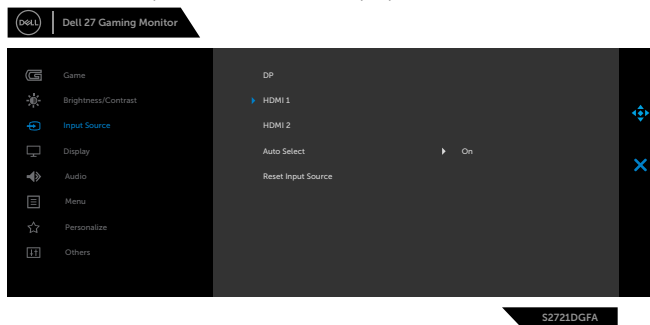 DELL
Dell 27 Gaming Monitor
Game
DP
Brightness/Contrast
HDMI 1
Input Source
HDMI 2
Display
Auto Select
On
Audio
Reset Input Source
Menu
Personalize
Others
S2721DGFA